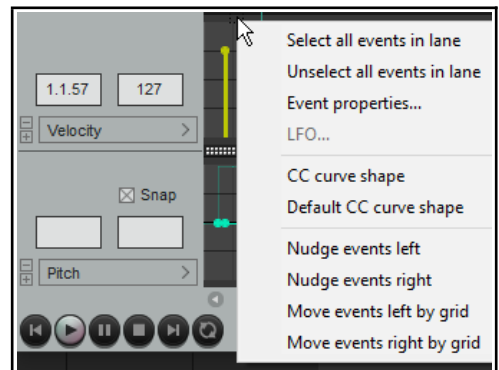 1.1.57 127
Velocity
Snap
Pitch
Select all events in lane
Unselect all events in lane
Event properties...
LFO...
CC curve shape
Default CC curve shape
Nudge events left
Nudge events right
Move events left by grid
Move events right by grid